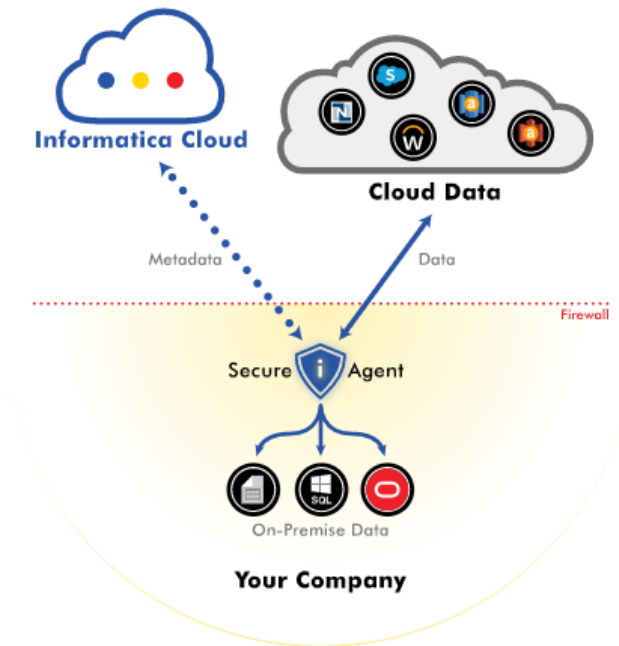 Informatica Cloud
S
N
a
W
a
Cloud Data
Metadata
Data
Firewall
Secure i Agent
SQL
On-Premise Data
Your Company